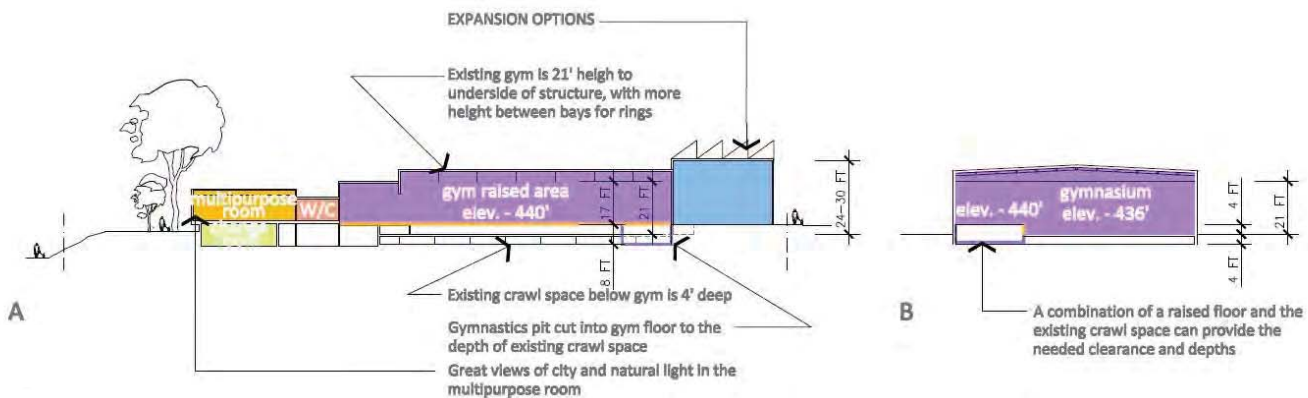 EXPANSION OPTIONS
Existing gym is 21' heigh to
underside of structure, with more
height between bays for rings
multipurpose
room
W/C
gym raised area
elev. - 440'
17 FT
21 FT
8 FT
24-30 FT
Existing crawl space below gym is 4' deep
Gymnastics pit cut into gym floor to the
depth of existing crawl space
Great views of city and natural light in the
multipurpose room
A
gymnasium
elev. - 440'
elev. - 436'
4 FT
21 FT
4 FT
B
A combination of a raised floor and the
existing crawl space can provide the
needed clearance and depths